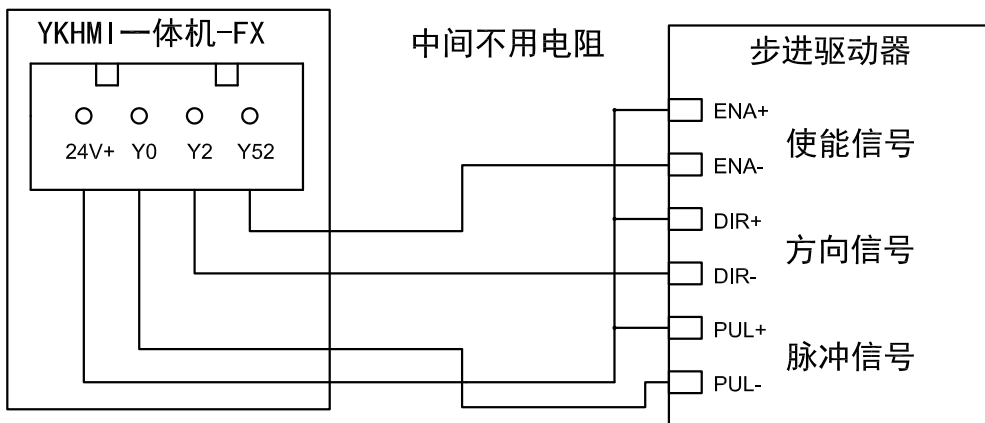 YKHMI一体机-FX
24V+ Y0 Y2 Y52
中间不用电阻
步进驱动器
ENA+
使能信号
ENA-
DIR+
方向信号
DIR-
PUL+
脉冲信号
PUL-